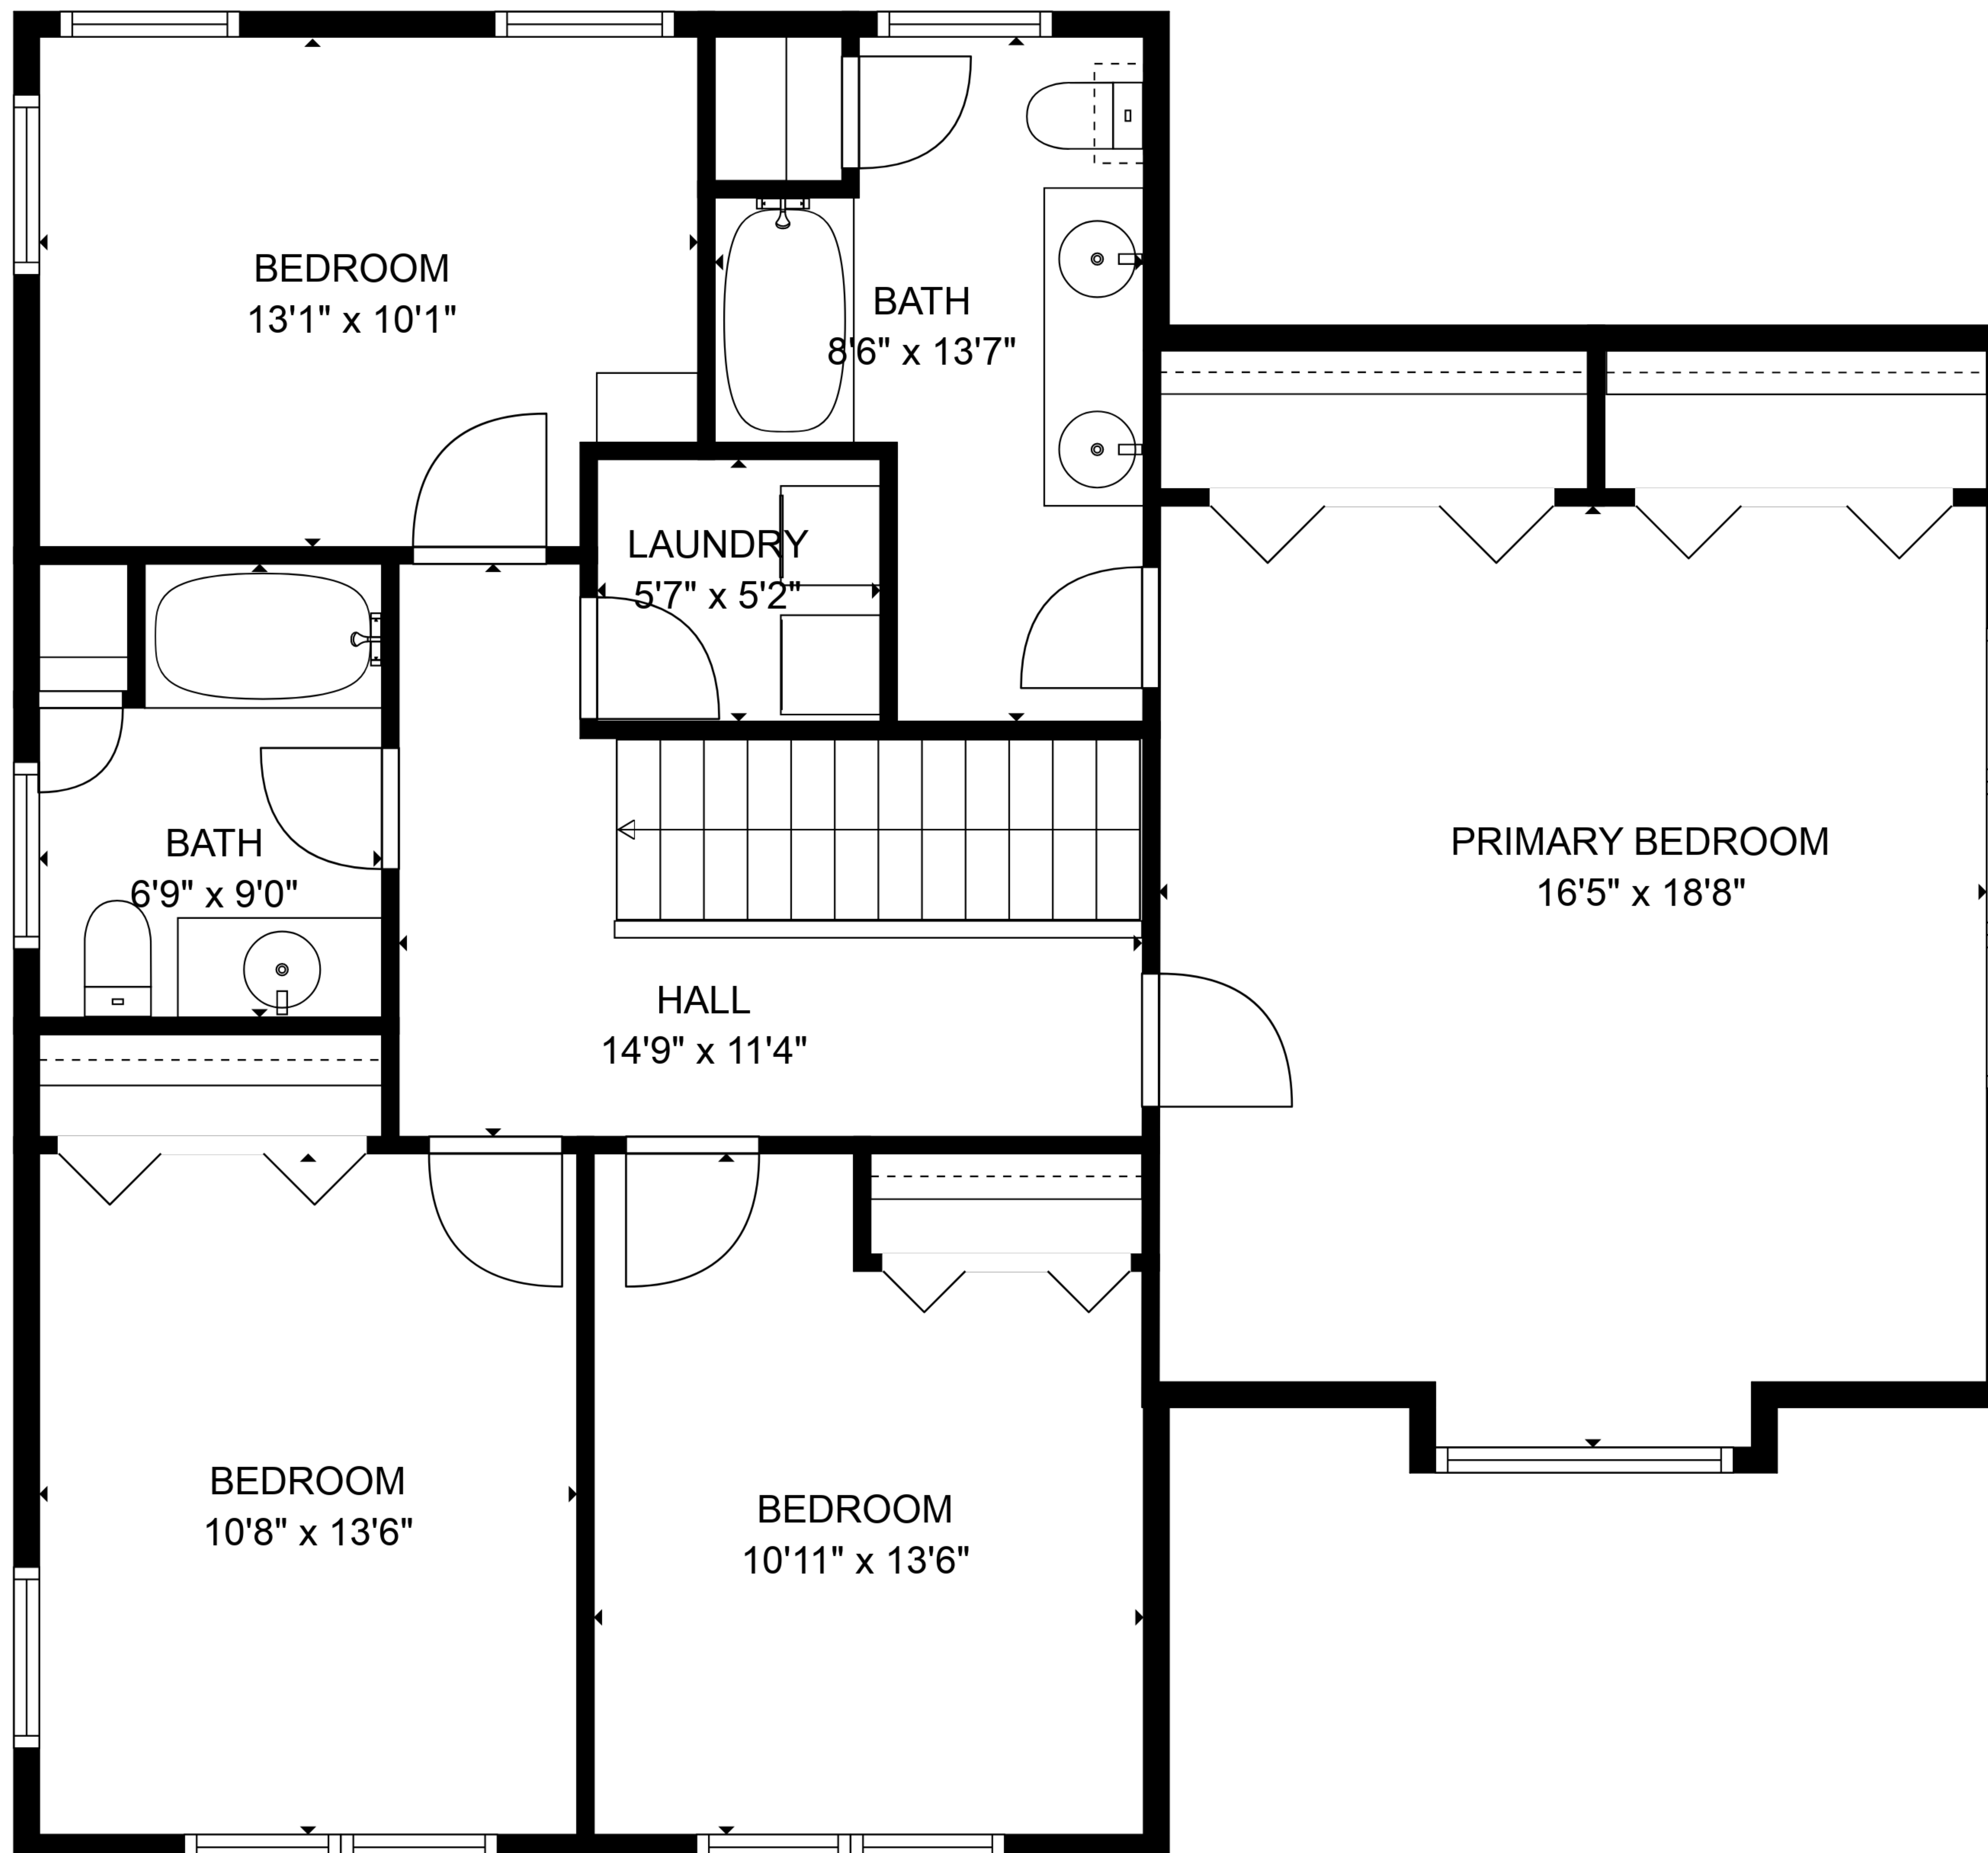 BEDROOM
13'1" x 10'1"
BATH
8'6" x 13'7"
LAUNDRY
5'7" x 5'2"
BATH
6'9" x 9'0"
PRIMARY BEDROOM
16'5" x 18'8"
HALL
14'9" x 11'4"
BEDROOM
10'8" x 13'6"
BEDROOM
10'11" x 13'6"